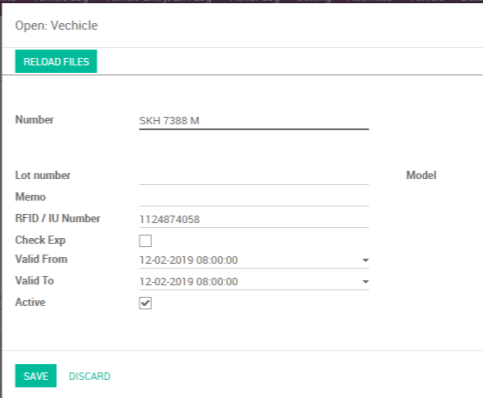 Open: Vechicle
RELOAD FILES
Number SKH 7388 M
Lot number Model
Memo
RFID / IU Number 1124874058
Check Exp
Valid From 12-02-2019 08:00:00
Valid To 12-02-2019 08:00:00
Active
SAVE DISCARD